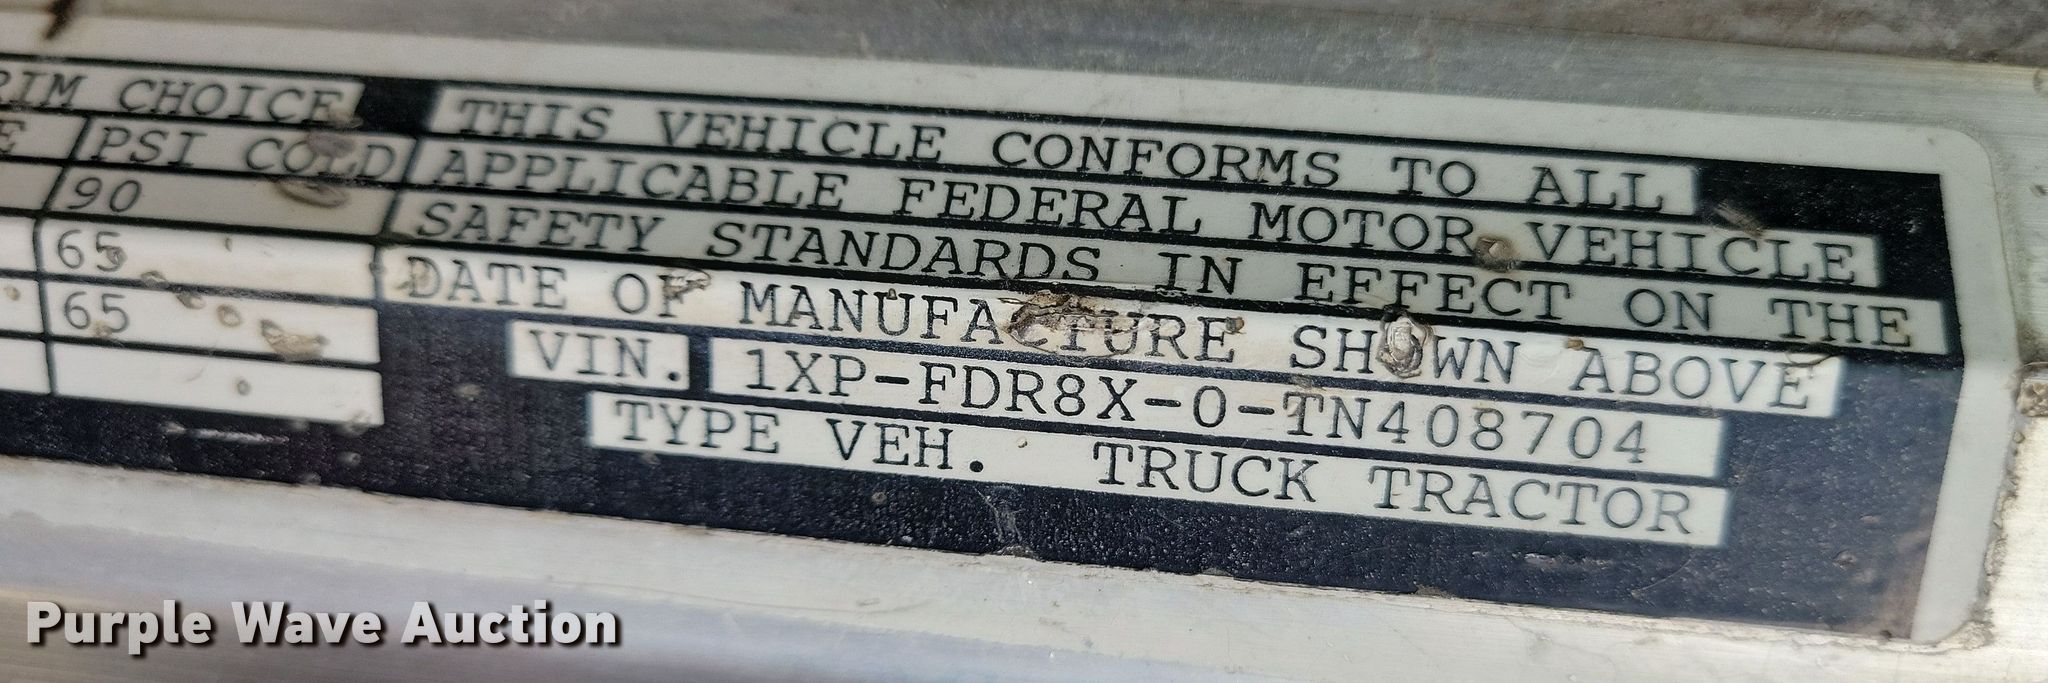 RIM CHOICE
E PSI COLD
90
65
65
THIS VEHICLE CONFORMS TO ALL
APPLICABLE FEDERAL MOTOR VEHICLE
SAFETY STANDARDS IN EFFECT ON THE
DATE OF MANUFACTURE SHOWN ABOVE
VIN. 1XP-FDR8X-0-TN408704
TYPE VEH. TRUCK TRACTOR
Purple Wave Auction